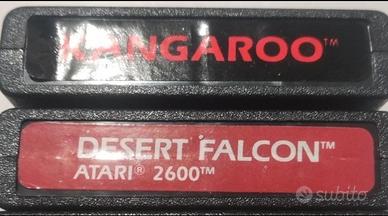 KANGAROO™
DESERT FALCON™
ATARI® 2600™
subito